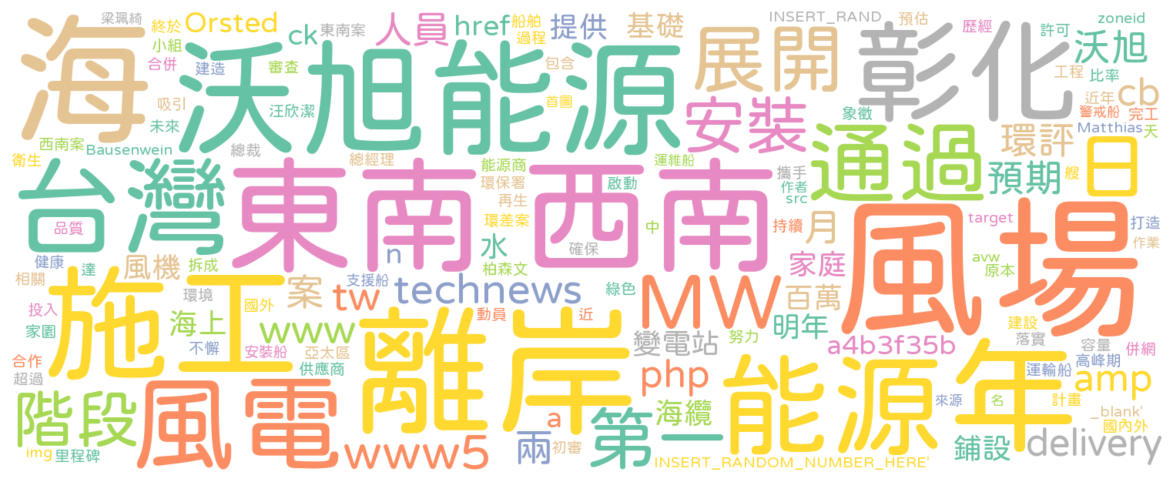 梁珮綺
終於
Orsted
小組
合併
建造
審查
ck
東南案
人員
href
船舶
過程
提供
基礎
INSERT_RAND
預估
歷經
許可
zoneid
沃旭
比率
工程
海
沃旭能源
展開
彰化
cb
近年
警戒船
完工
Matthias
天
吸引
未來
汪欣潔
包含
首圖
安裝
象徵
西南案
Bausenwein
衛生
總裁
總經理
能源商
運維船
環保署
再生
啟動
攜手
作者
src
通過
環評
預期
日
艘
台灣
東南
西南
品質
環差案
確保
中
持續
月
target
打造
作業
健康
達
拆成
相關
風機
n
水
柏森文
家庭
avw
原本
風場
施工
環境
國外
案
tw
支援船
technews
綠色
MW
百萬
投入
家園
海上
www
動員
近
離岸
變電站
努力
明年
a4b3f35b
建設
落實
容量
併網
不懈
安裝船
亞太區
供應商
合作
超過
php
能源
年
運輸船
高峰期
amp
階段
風電
www5
a
兩
初審
第一
海纜
來源
名
計畫
_blank'
國內外
img
里程碑
INSERT_RANDOM_NUMBER_HERE'
鋪設
delivery